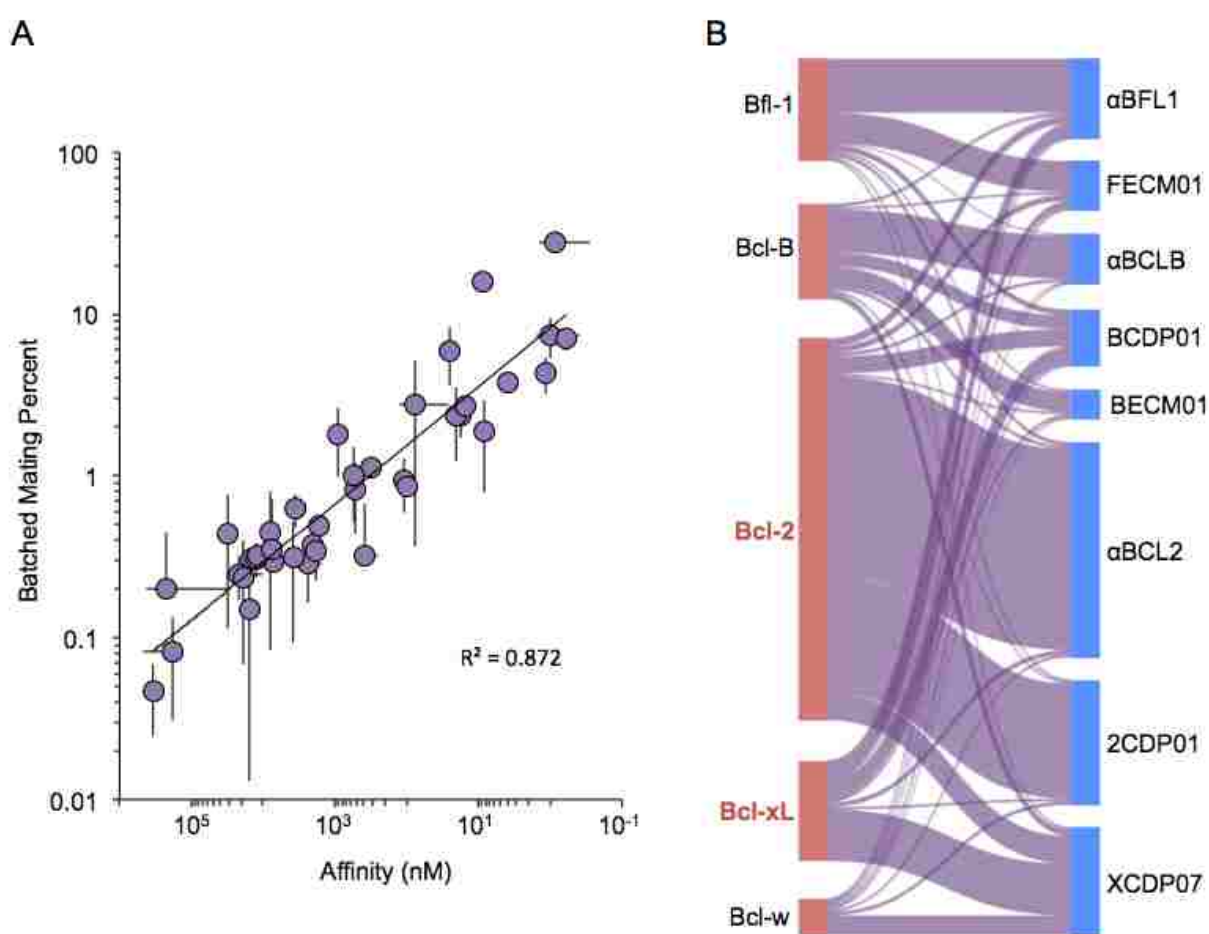 A
100
10
1
0.1
0.01
Batched Mating Percent
10⁵
10³
10¹
10⁻¹
Affinity (nM)
R² = 0.872
B
Bfl-1
Bcl-B
Bcl-2
Bcl-xL
Bcl-w
αBFL1
FECM01
αBCLB
BCDP01
BECM01
αBCL2
2CDP01
XCDP07